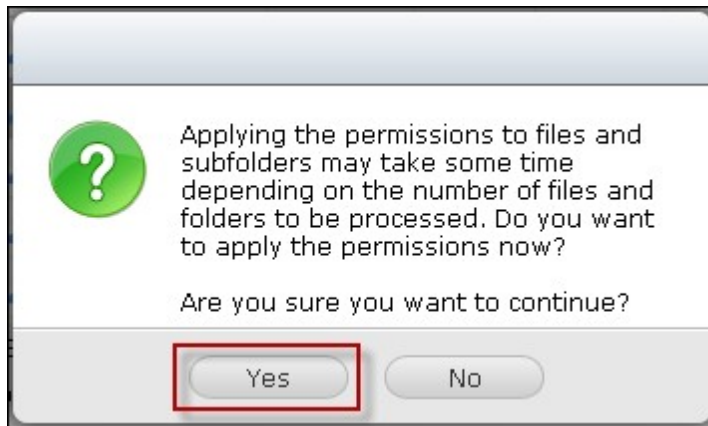 ?
Applying the permissions to files and
subfolders may take some time
depending on the number of files and
folders to be processed. Do you want
to apply the permissions now?
Are you sure you want to continue?
Yes
No